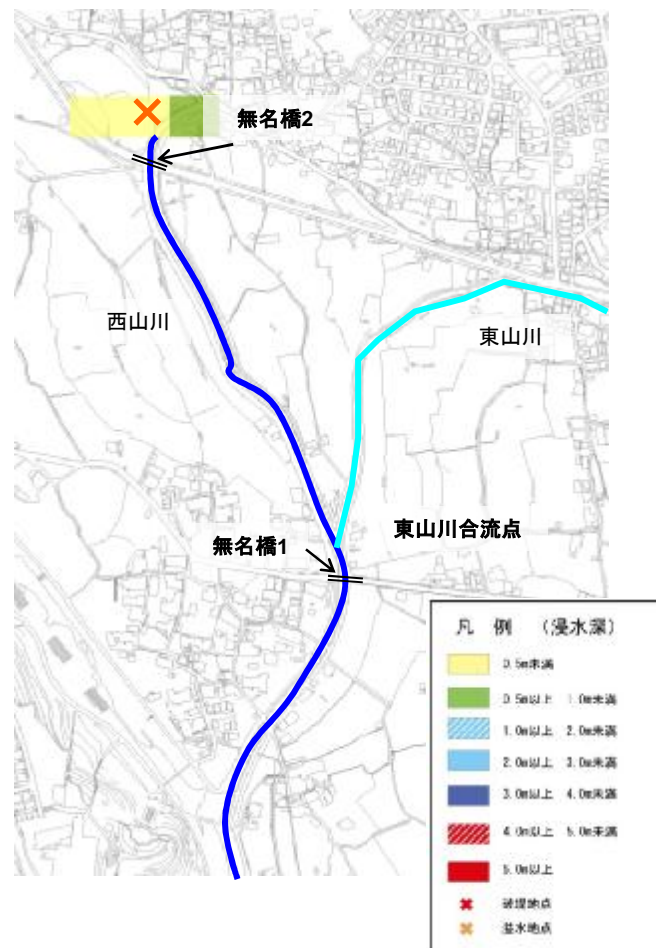 無名橋2
西山川
東山川
東山川合流点
無名橋1
凡 例 (浸水深)
0.5m未満
0.5m以上 1.0m未満
1.0m以上 2.0m未満
2.0m以上 3.0m未満
3.0m以上 4.0m未満
4.0m以上 5.0m未満
5.0m以上
破堤地点
溢水地点